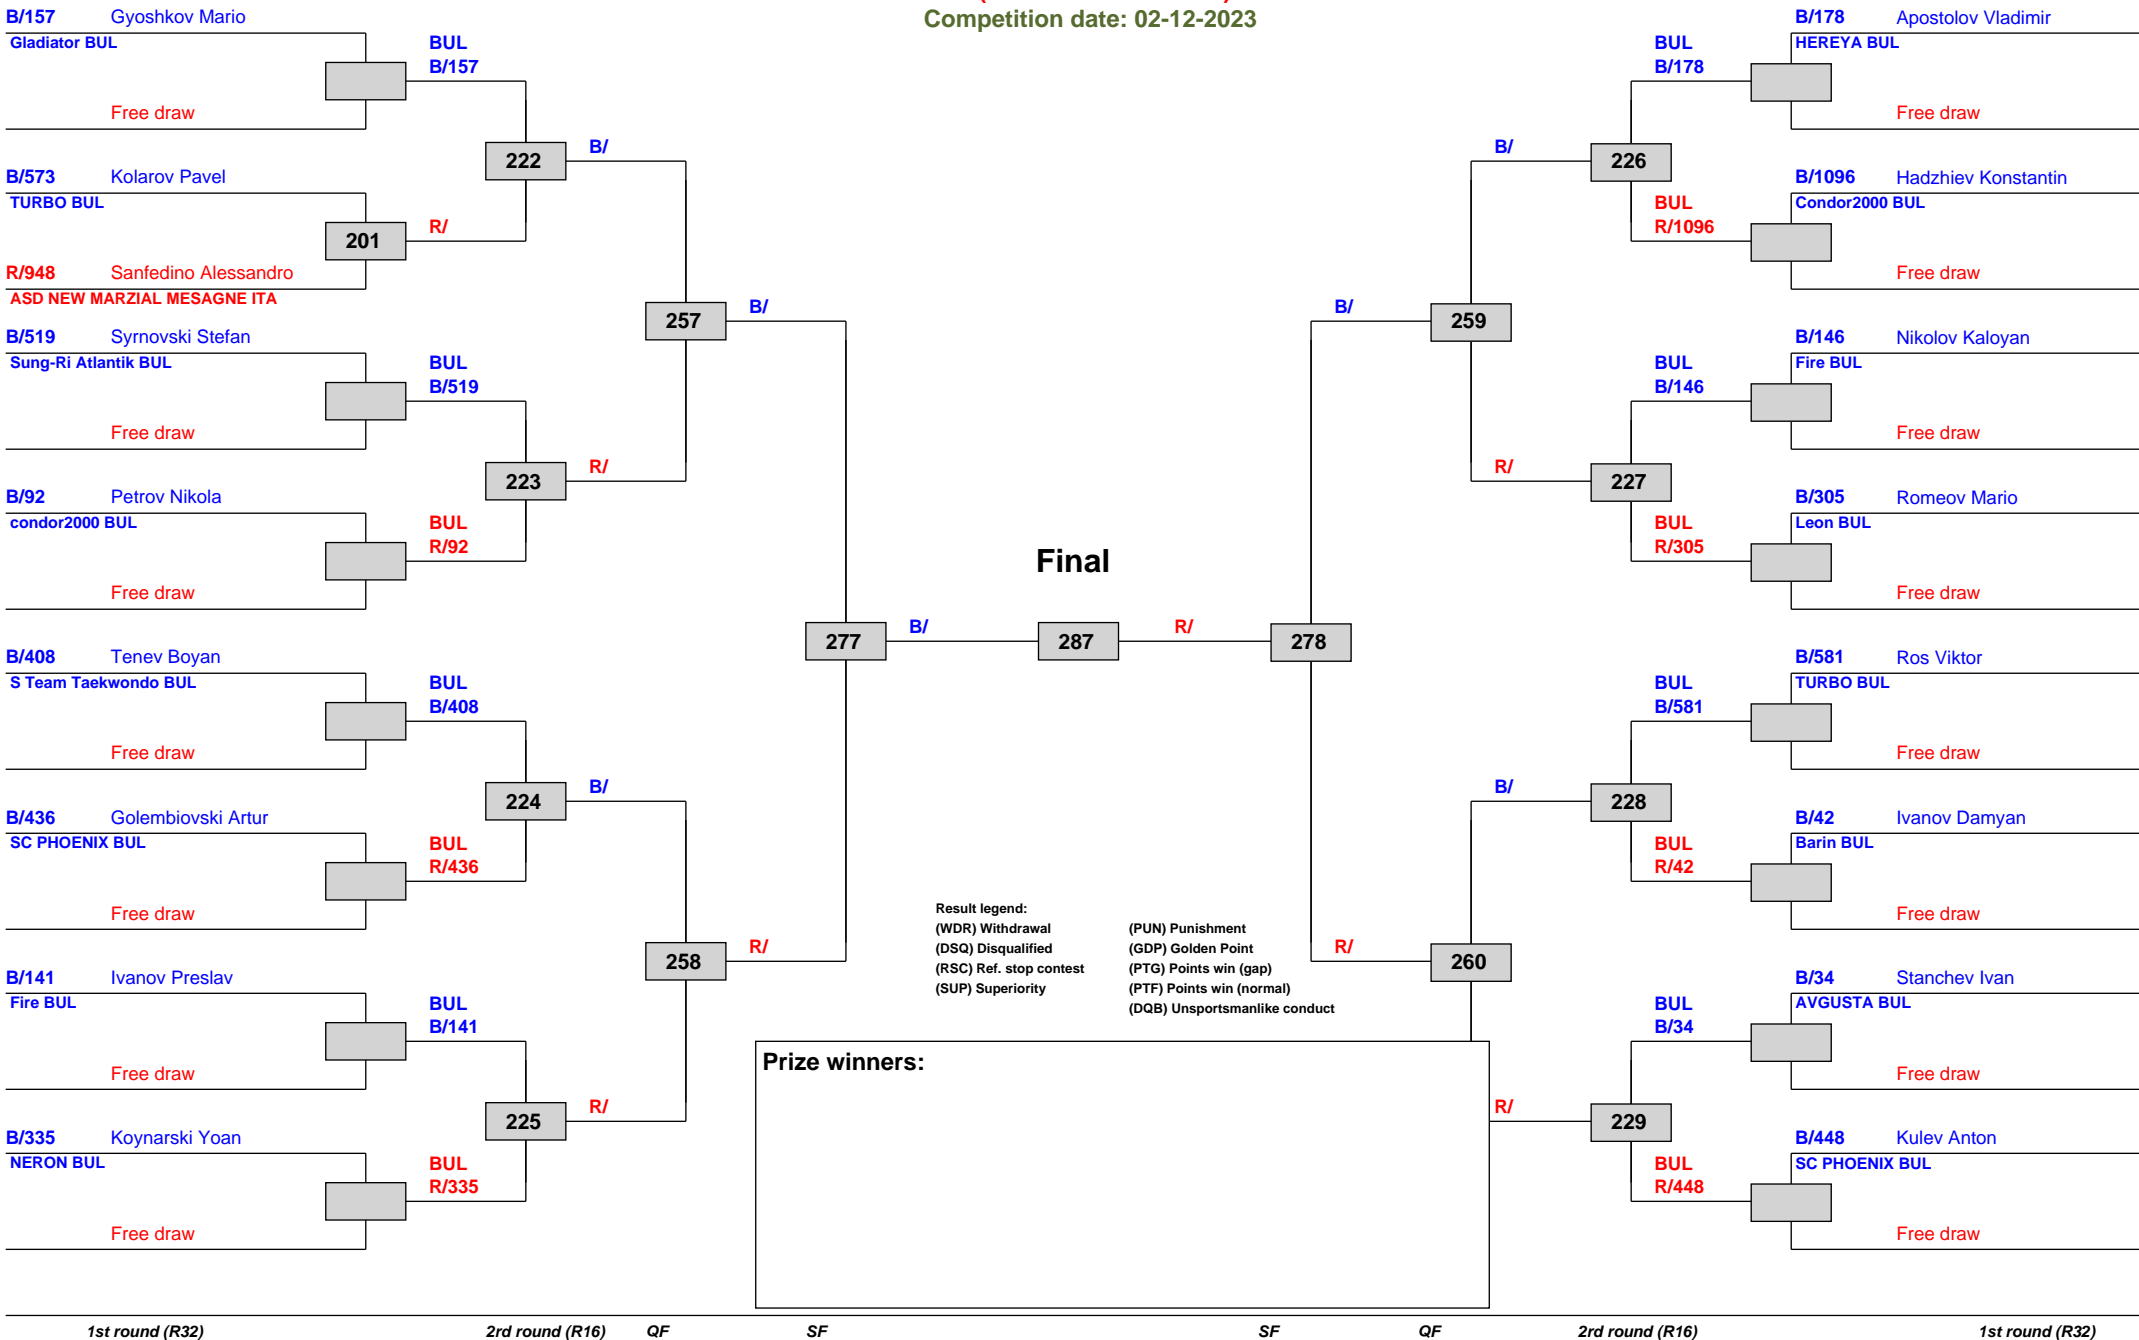 Competition date: 02-12-2023
B/157 Gyoshkov Mario
Gladiator BUL
BUL
B/157
Free draw
222
B/
B/573 Kolarov Pavel
TURBO BUL
201
R/
R/948 Sanfedino Alessandro
ASD NEW MARZIAL MESAGNE ITA
257
B/
B/519 Syrnovski Stefan
Sung-Ri Atlantik BUL
BUL
B/519
Free draw
223
R/
B/92 Petrov Nikola
condor2000 BUL
BUL
R/92
Free draw
277
B/
B/408 Tenev Boyan
S Team Taekwondo BUL
BUL
B/408
Free draw
224
B/
B/436 Golembiovski Artur
SC PHOENIX BUL
BUL
R/436
Free draw
258
R/
B/141 Ivanov Preslav
Fire BUL
BUL
B/141
Free draw
225
R/
B/335 Koynarski Yoan
NERON BUL
BUL
R/335
Free draw
Final
287
R/
278
B/178 Apostolov Vladimir
HEREYA BUL
BUL
B/178
Free draw
B/
226
B/1096 Hadzhiev Konstantin
Condor2000 BUL
BUL
R/1096
Free draw
B/
259
B/146 Nikolov Kaloyan
Fire BUL
BUL
B/146
Free draw
R/
227
B/305 Romeov Mario
Leon BUL
BUL
R/305
Free draw
B/581 Ros Viktor
TURBO BUL
BUL
B/581
Free draw
B/
228
B/42 Ivanov Damyan
Barin BUL
BUL
R/42
Free draw
R/
260
B/34 Stanchev Ivan
AVGUSTA BUL
BUL
B/34
Free draw
R/
229
B/448 Kulev Anton
SC PHOENIX BUL
BUL
R/448
Free draw
Result legend:
(WDR) Withdrawal (PUN) Punishment
(DSQ) Disqualified (GDP) Golden Point
(RSC) Ref. stop contest (PTG) Points win (gap)
(SUP) Superiority (PTF) Points win (normal)
(DQB) Unsportsmanlike conduct
Prize winners:
1st round (R32) 2rd round (R16) QF SF SF QF 2rd round (R16) 1st round (R32)